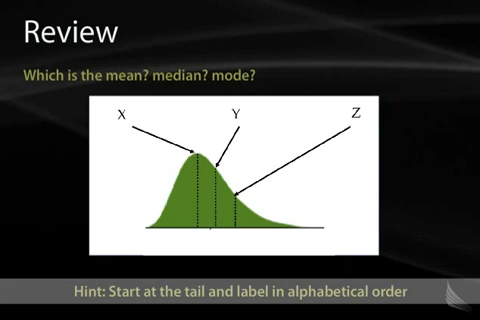 Review
Which is the mean? median? mode?
X Y Z
Hint: Start at the tail and label in alphabetical order